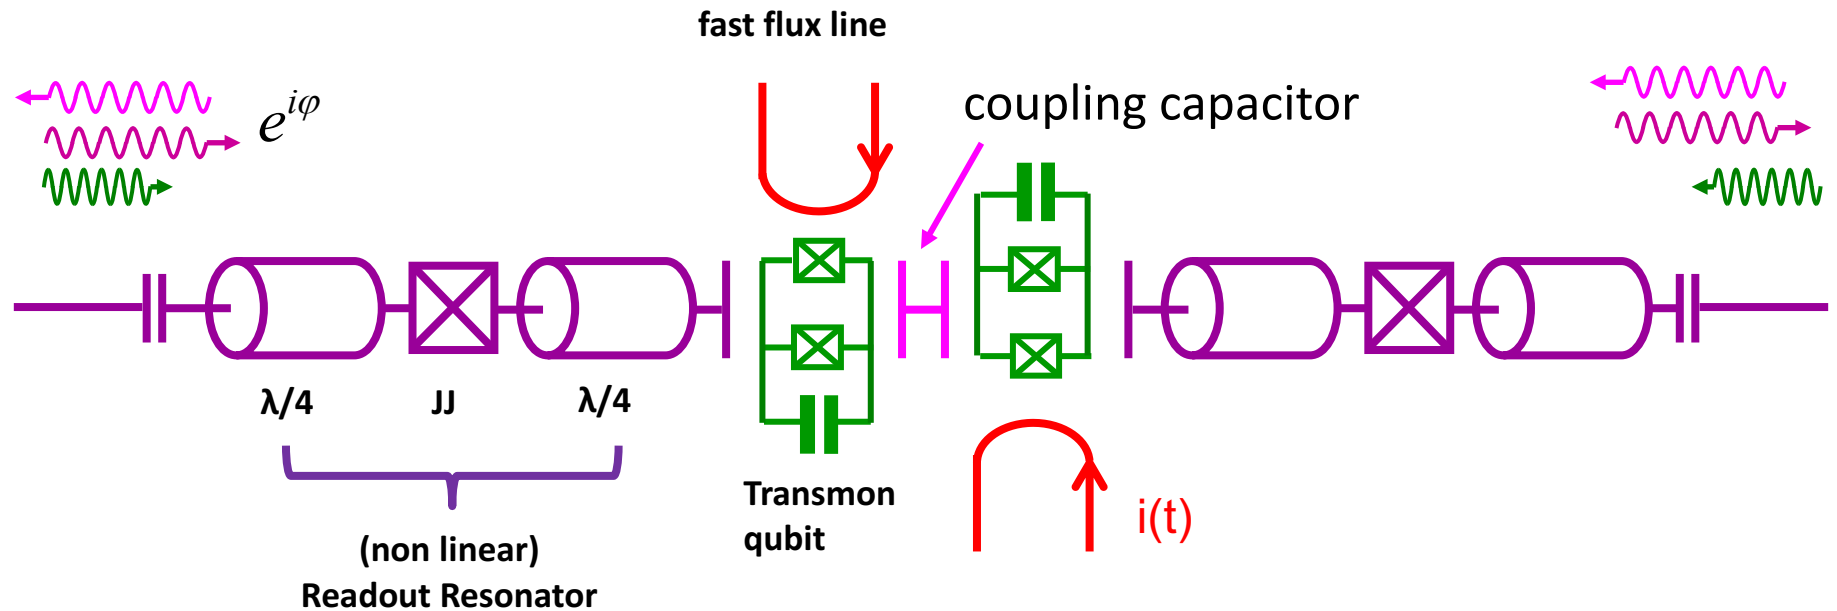 fast flux line
e^{iφ}
coupling capacitor
λ/4
JJ
λ/4
Transmon
qubit
i(t)
(non linear)
Readout Resonator